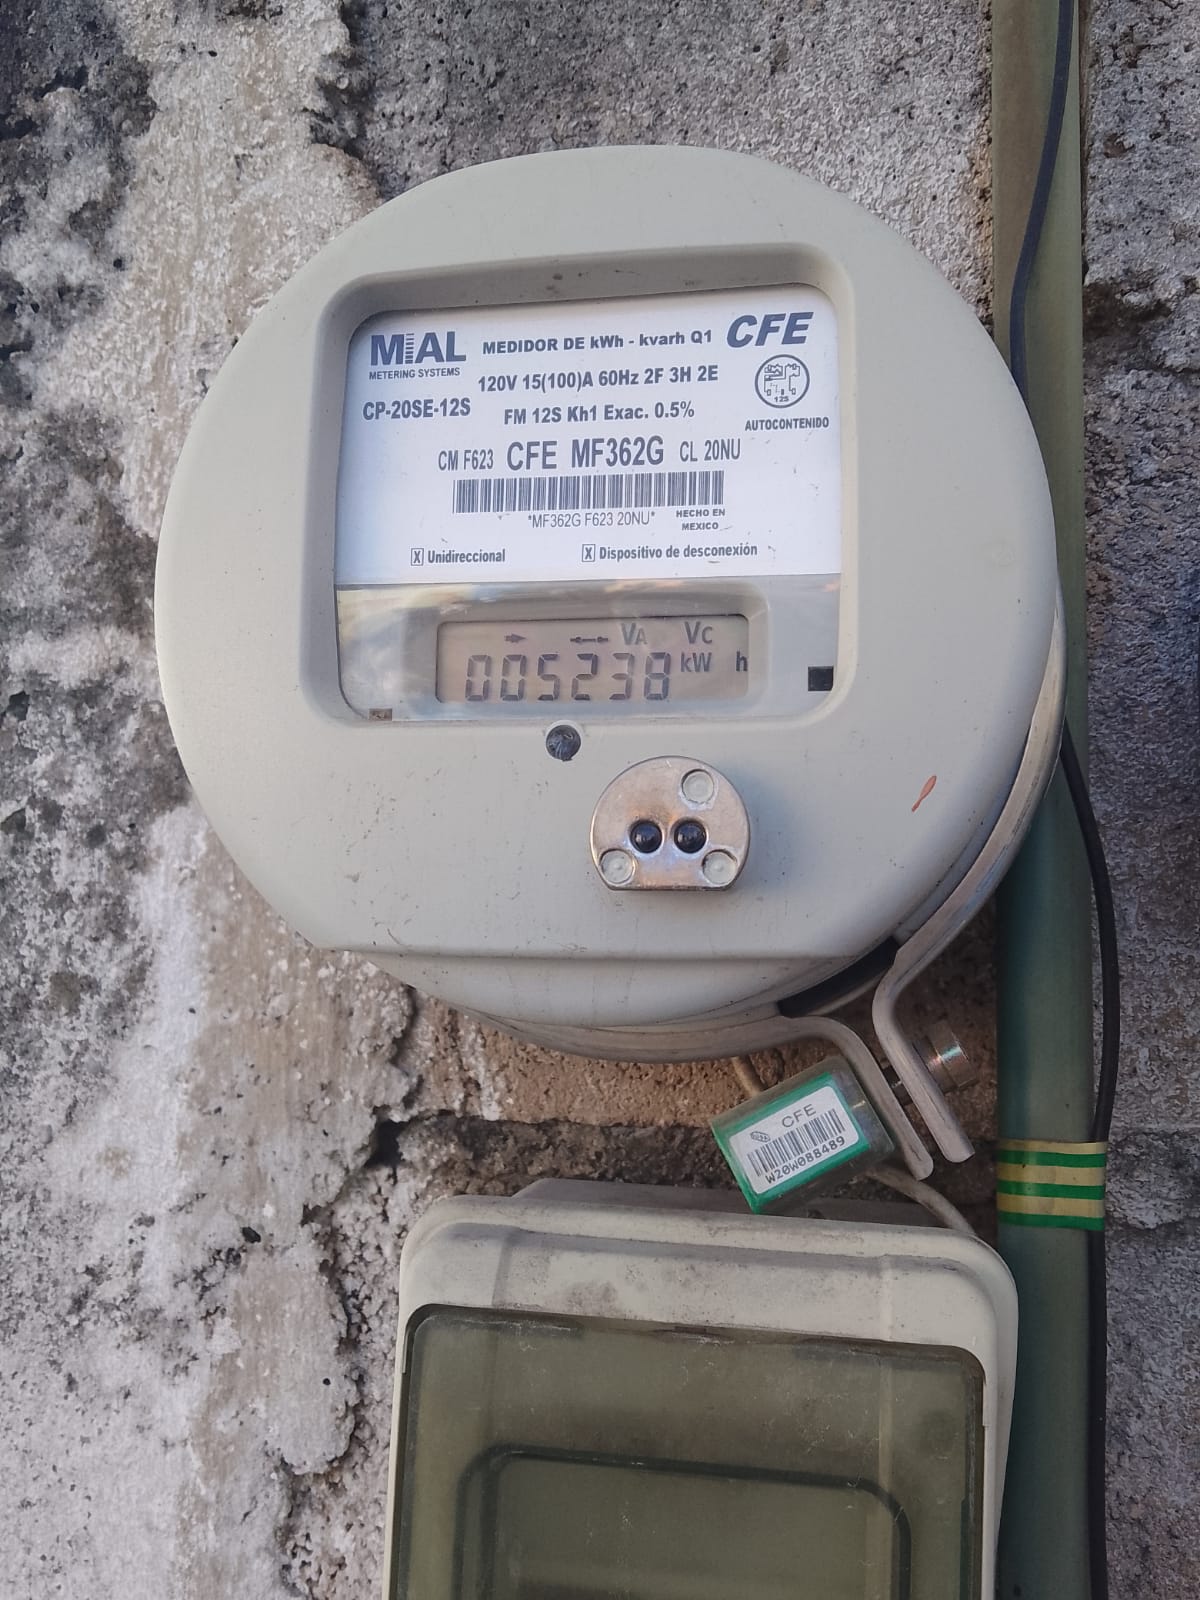 MIAL
METERING SYSTEMS
MEDIDOR DE kWh - kvarh Q1
CFE
120V 15(100)A 60Hz 2F 3H 2E
12S
CP-20SE-12S
FM 12S Kh1 Exac. 0.5%
AUTOCONTENIDO
CM F623 CFE MF362G CL 20NU
*MF362G F623 20NU*
HECHO EN
MEXICO
X Unidireccional
X Dispositivo de desconexión
VA VC
005238 kW h
CFE
W20W088489